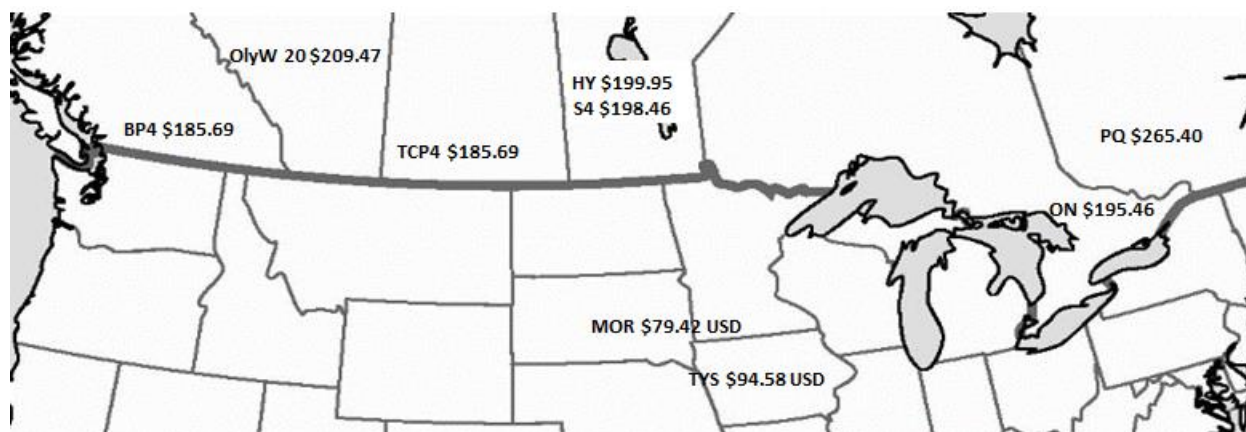 OlyW 20 $209.47
HY $199.95
S4 $198.46
BP4 $185.69
TCP4 $185.69
PQ $265.40
ON $195.46
MOR $79.42 USD
TYS $94.58 USD